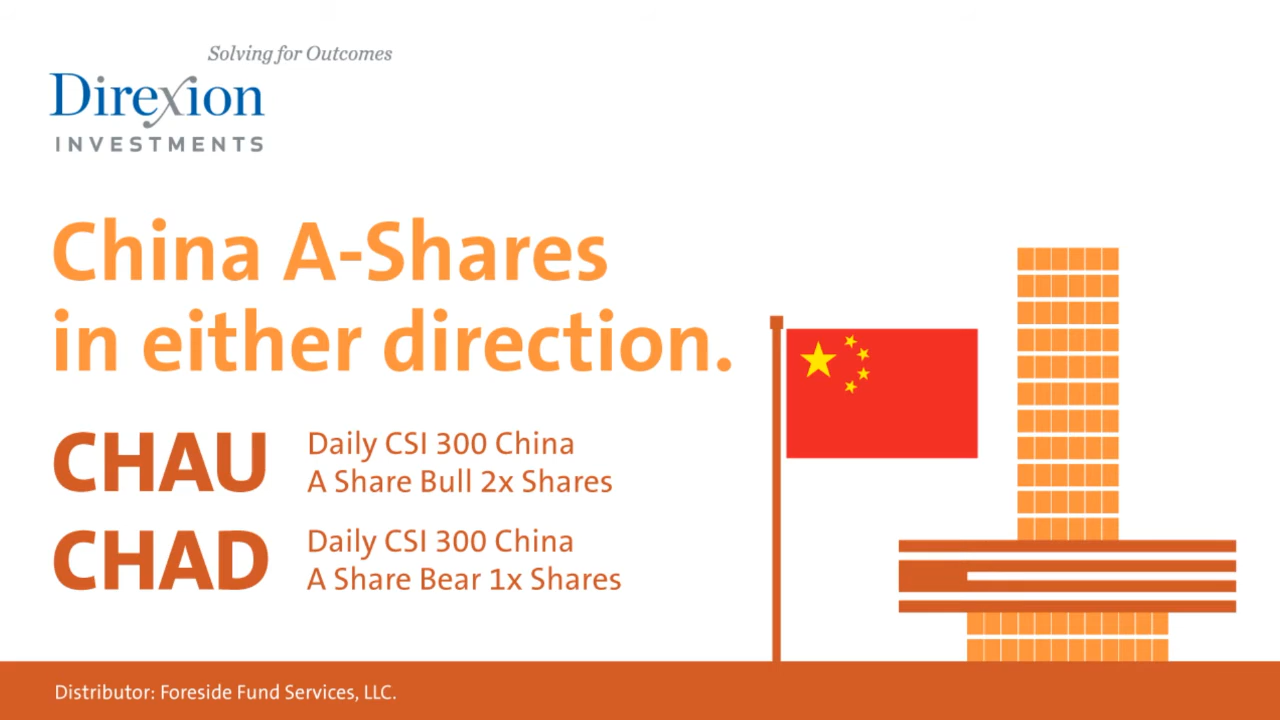 Solving for Outcomes
Direxion
INVESTMENTS
China A-Shares
in either direction.
CHAU
Daily CSI 300 China
A Share Bull 2x Shares
CHAD
Daily CSI 300 China
A Share Bear 1x Shares
Distributor: Foreside Fund Services, LLC.